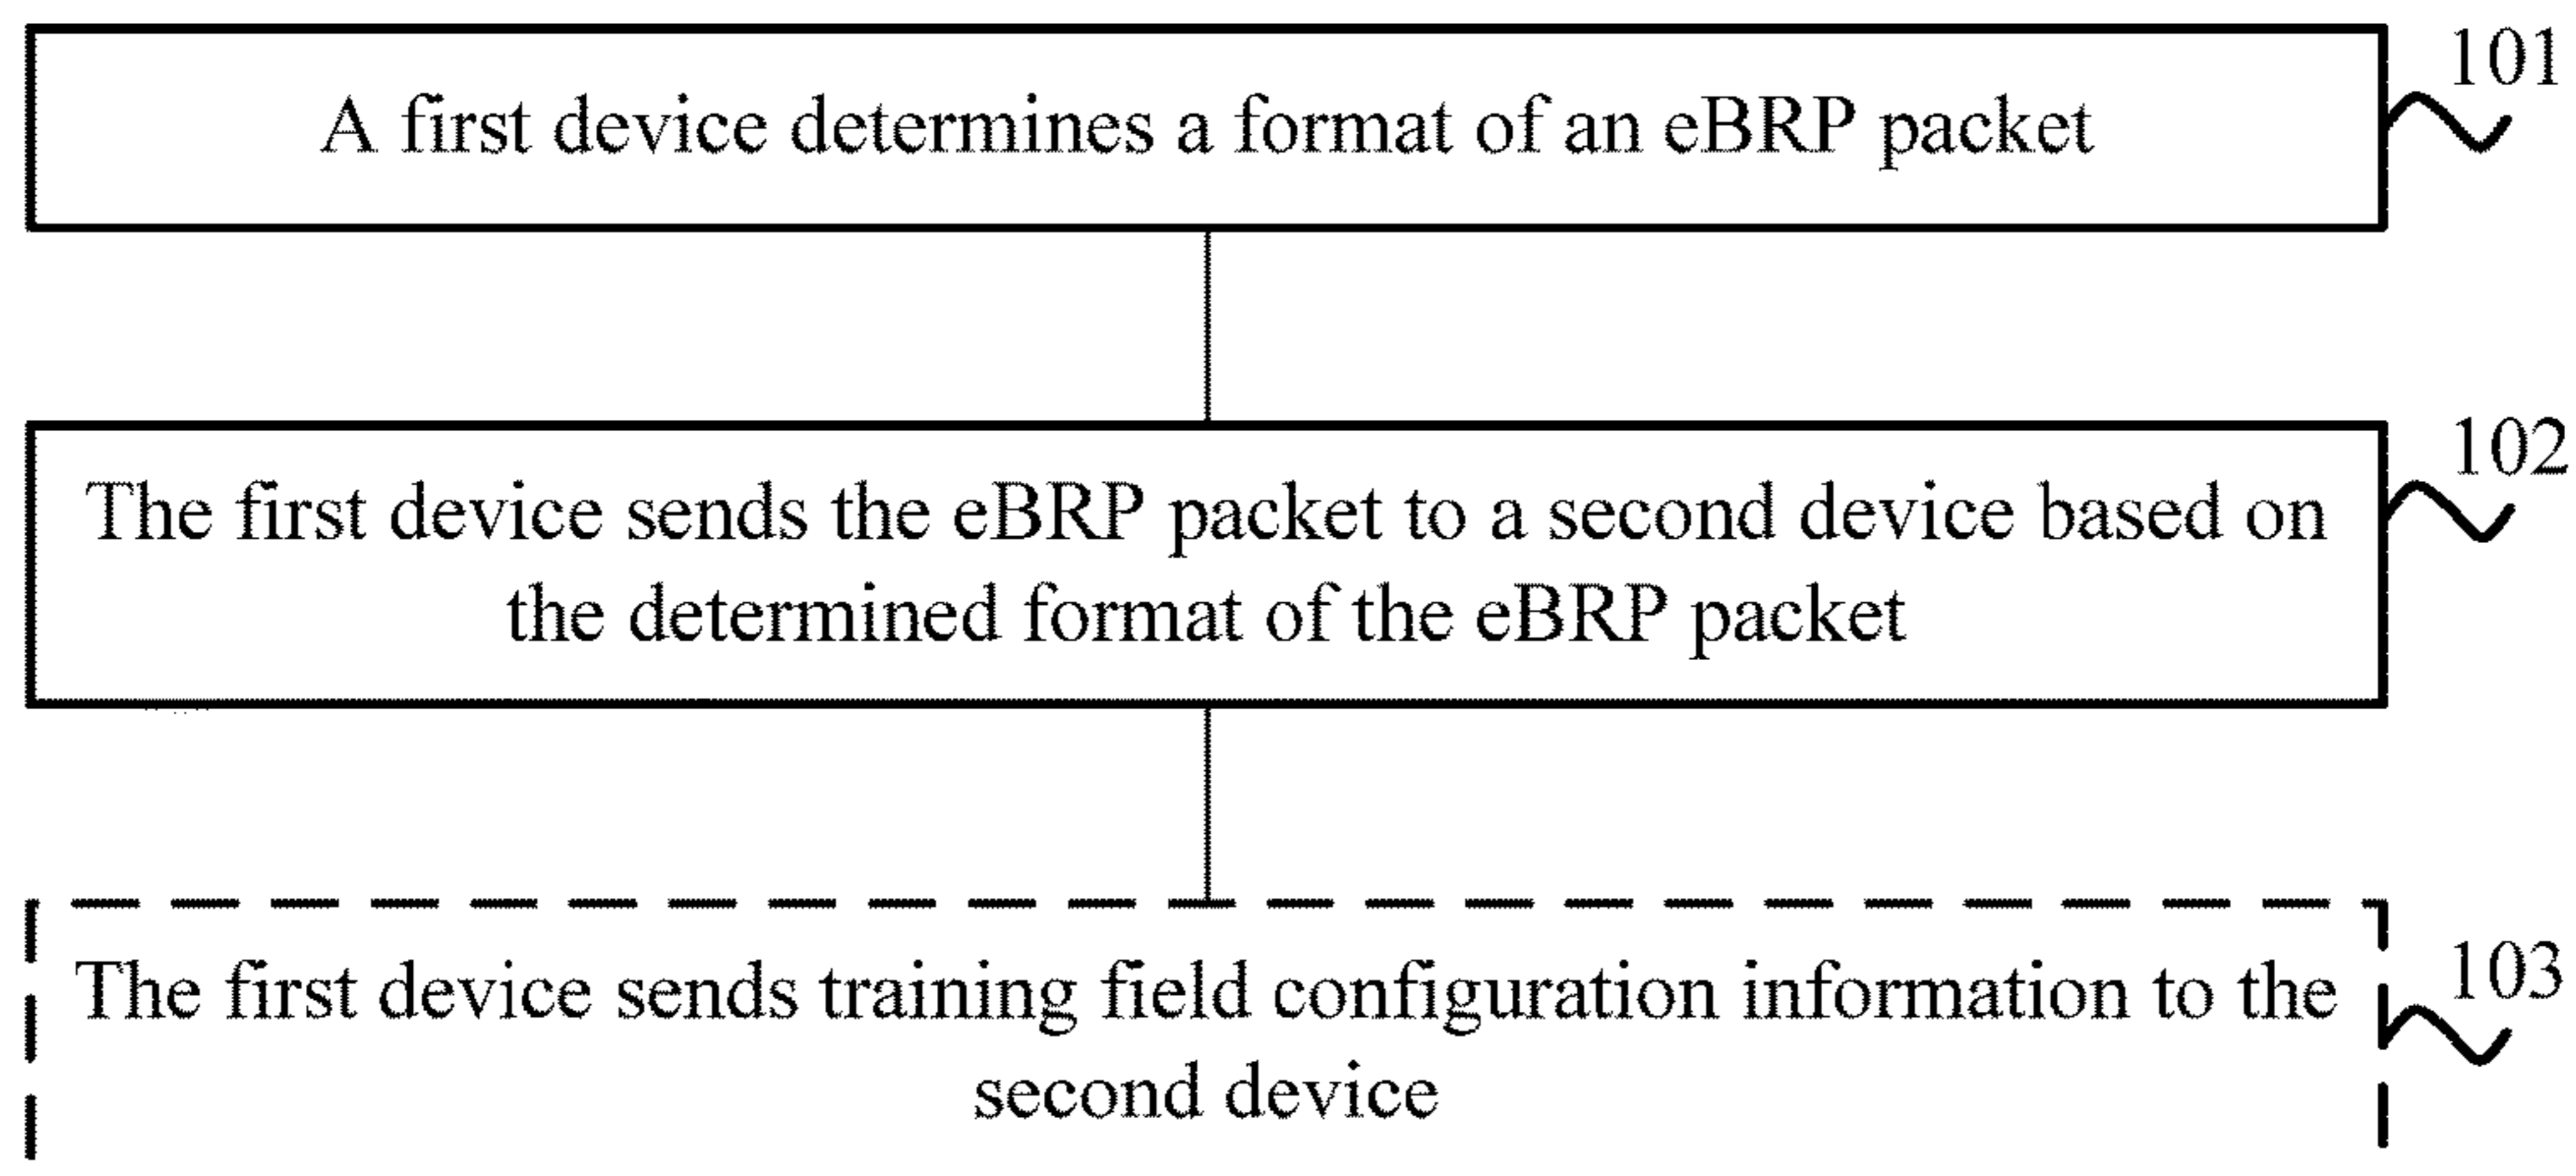 101
A first device determines a format of an eBRP packet
102
The first device sends the eBRP packet to a second device based on
the determined format of the eBRP packet
103
The first device sends training field configuration information to the
second device